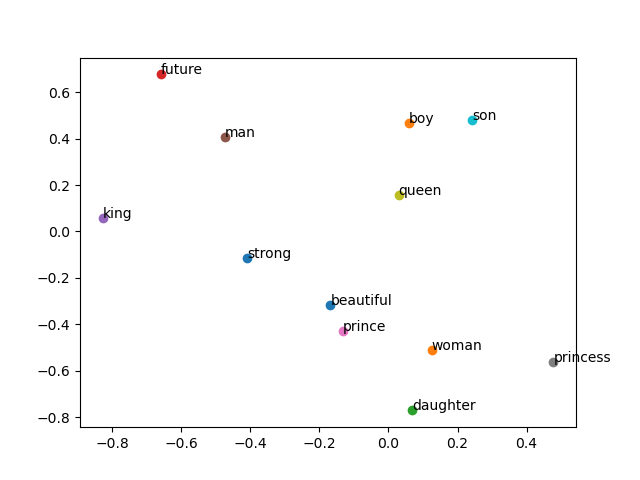 future
0.6
boy
son
0.4
man
0.2
queen
king
0.0
strong
−0.2
beautiful
prince
−0.4
woman
princess
−0.6
daughter
−0.8
−0.8 −0.6 −0.4 −0.2 0.0 0.2 0.4